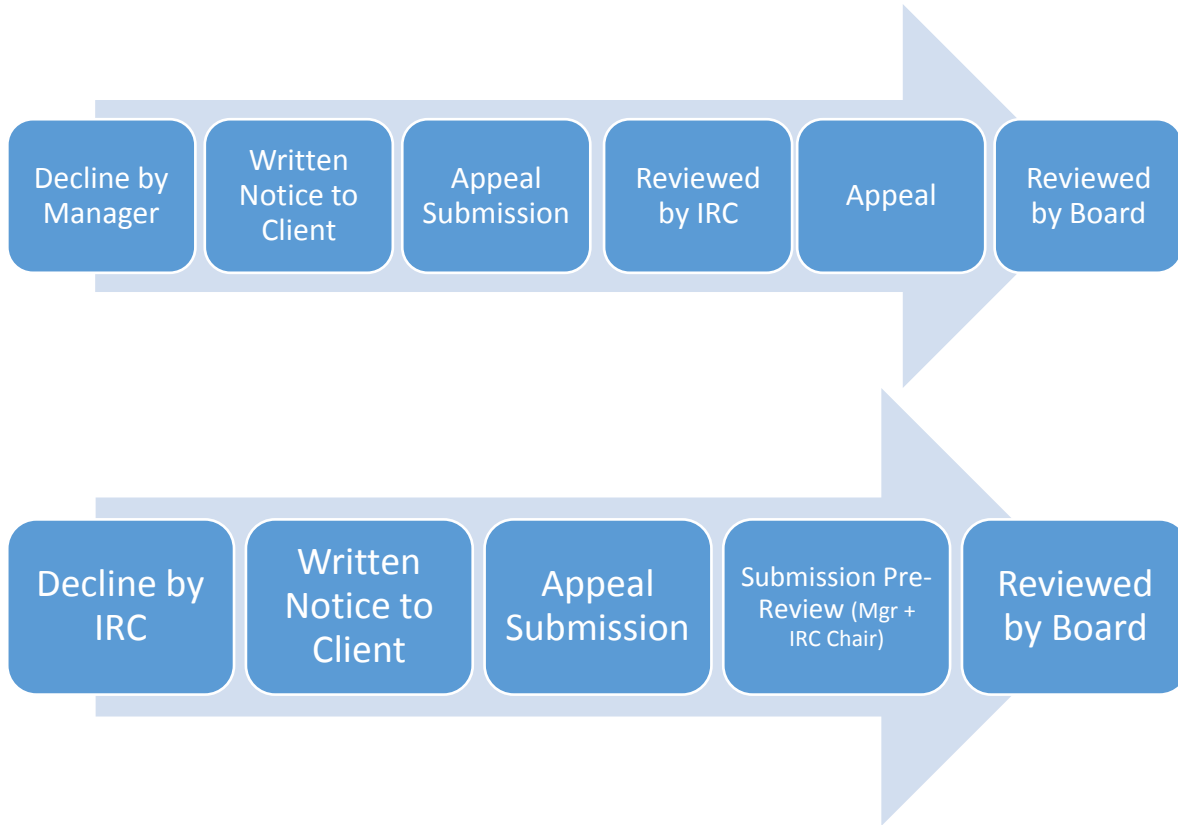 Decline by
Manager
Written
Notice to
Client
Appeal
Submission
Reviewed
by IRC
Appeal
Reviewed
by Board
Decline by
IRC
Written
Notice to
Client
Appeal
Submission
Submission Pre-
Review (Mgr +
IRC Chair)
Reviewed
by Board